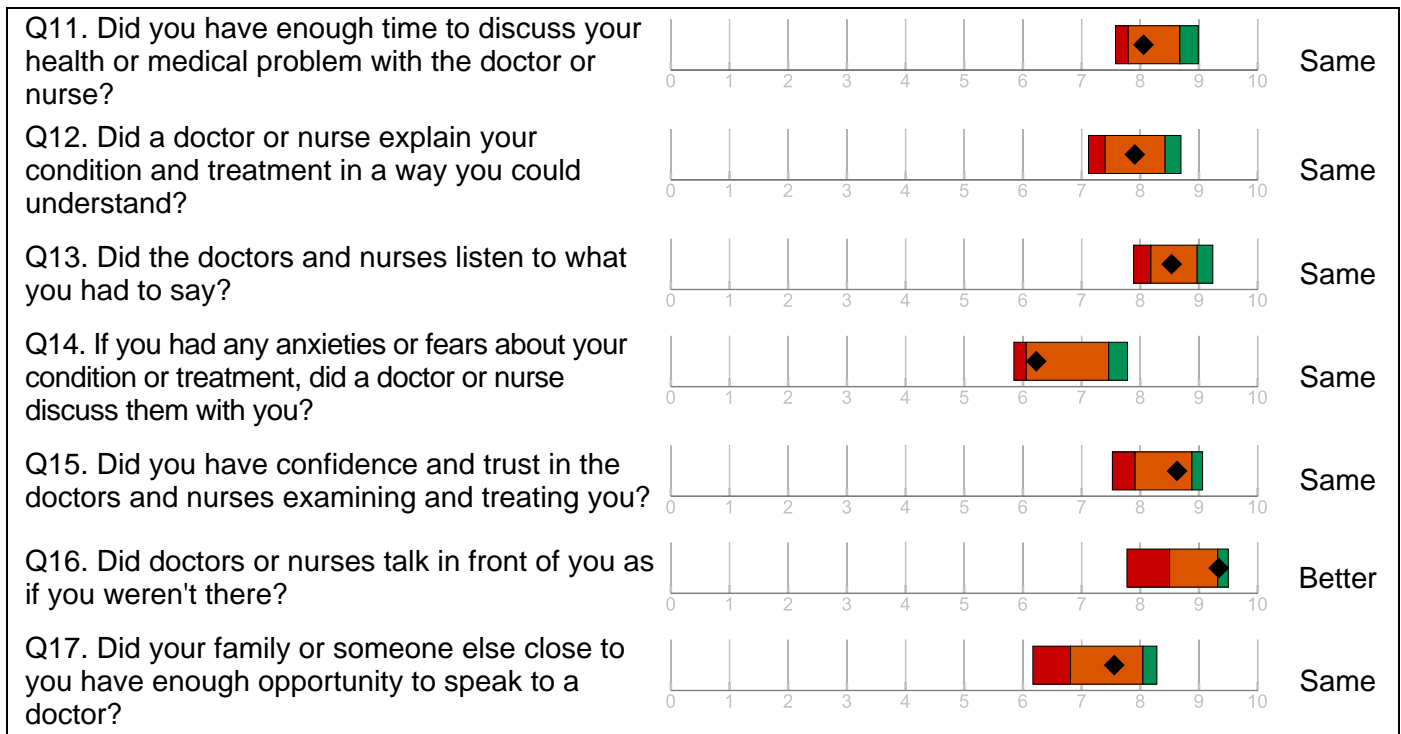 Q11. Did you have enough time to discuss your
health or medical problem with the doctor or
nurse?
0 1 2 3 4 5 6 7 8 9 10
Same
Q12. Did a doctor or nurse explain your
condition and treatment in a way you could
understand?
0 1 2 3 4 5 6 7 8 9 10
Same
Q13. Did the doctors and nurses listen to what
you had to say?
0 1 2 3 4 5 6 7 8 9 10
Same
Q14. If you had any anxieties or fears about your
condition or treatment, did a doctor or nurse
discuss them with you?
0 1 2 3 4 5 6 7 8 9 10
Same
Q15. Did you have confidence and trust in the
doctors and nurses examining and treating you?
0 1 2 3 4 5 6 7 8 9 10
Same
Q16. Did doctors or nurses talk in front of you as
if you weren't there?
0 1 2 3 4 5 6 7 8 9 10
Better
Q17. Did your family or someone else close to
you have enough opportunity to speak to a
doctor?
0 1 2 3 4 5 6 7 8 9 10
Same